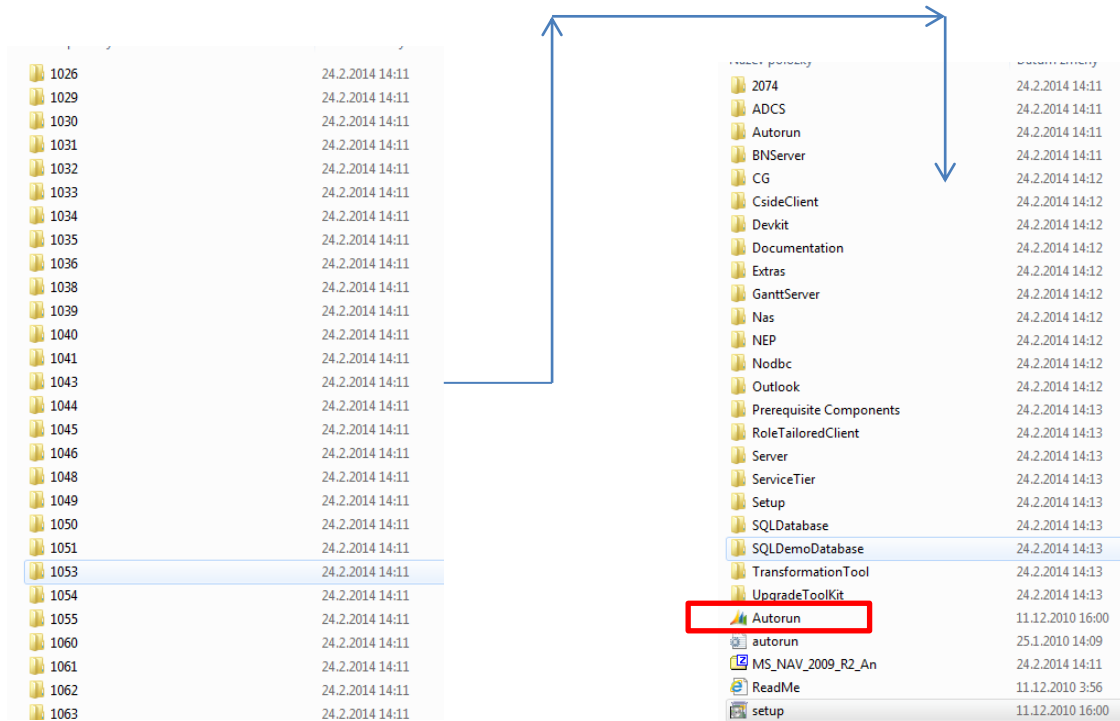 1026 24.2.2014 14:11
1029 24.2.2014 14:11
1030 24.2.2014 14:11
1031 24.2.2014 14:11
1032 24.2.2014 14:11
1033 24.2.2014 14:11
1034 24.2.2014 14:11
1035 24.2.2014 14:11
1036 24.2.2014 14:11
1038 24.2.2014 14:11
1039 24.2.2014 14:11
1040 24.2.2014 14:11
1041 24.2.2014 14:11
1043 24.2.2014 14:11
1044 24.2.2014 14:11
1045 24.2.2014 14:11
1046 24.2.2014 14:11
1048 24.2.2014 14:11
1049 24.2.2014 14:11
1050 24.2.2014 14:11
1051 24.2.2014 14:11
1053 24.2.2014 14:11
1054 24.2.2014 14:11
1055 24.2.2014 14:11
1060 24.2.2014 14:11
1061 24.2.2014 14:11
1062 24.2.2014 14:11
1063 24.2.2014 14:11
Název položky Datum změny
2074 24.2.2014 14:11
ADCS 24.2.2014 14:11
Autorun 24.2.2014 14:11
BNServer 24.2.2014 14:11
CG 24.2.2014 14:12
CsideClient 24.2.2014 14:12
Devkit 24.2.2014 14:12
Documentation 24.2.2014 14:12
Extras 24.2.2014 14:12
GanttServer 24.2.2014 14:12
Nas 24.2.2014 14:12
NEP 24.2.2014 14:12
Nodbc 24.2.2014 14:12
Outlook 24.2.2014 14:12
Prerequisite Components 24.2.2014 14:13
RoleTailoredClient 24.2.2014 14:13
Server 24.2.2014 14:13
ServiceTier 24.2.2014 14:13
Setup 24.2.2014 14:13
SQLDatabase 24.2.2014 14:13
SQLDemoDatabase 24.2.2014 14:13
TransformationTool 24.2.2014 14:13
UpgradeToolKit 24.2.2014 14:13
Autorun 11.12.2010 16:00
autorun 25.1.2010 14:09
MS_NAV_2009_R2_An 24.2.2014 14:11
ReadMe 11.12.2010 3:56
setup 11.12.2010 16:00